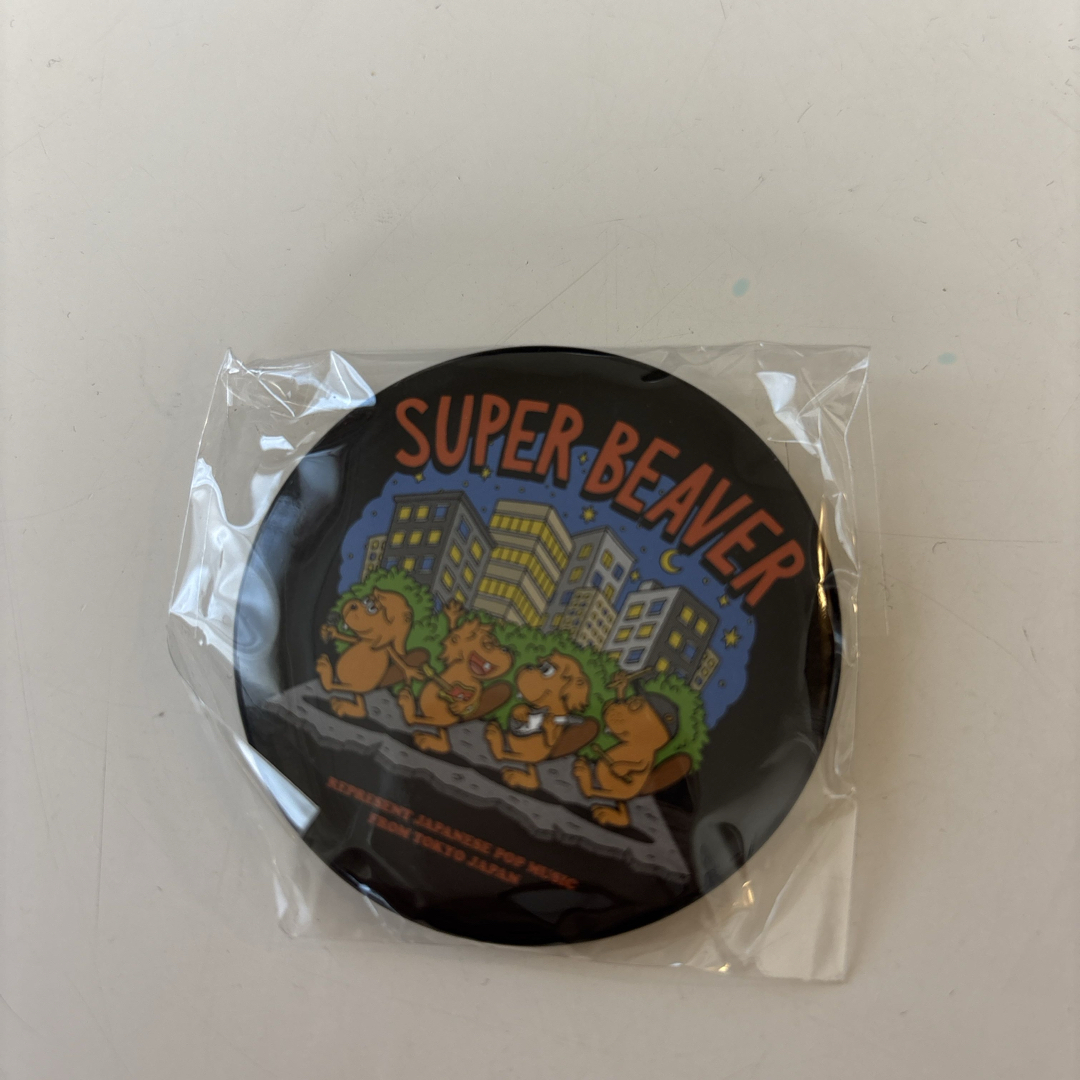 SUPER BEAVER
REPRESENT JAPANESE POP MUSIC
FROM TOKYO JAPAN